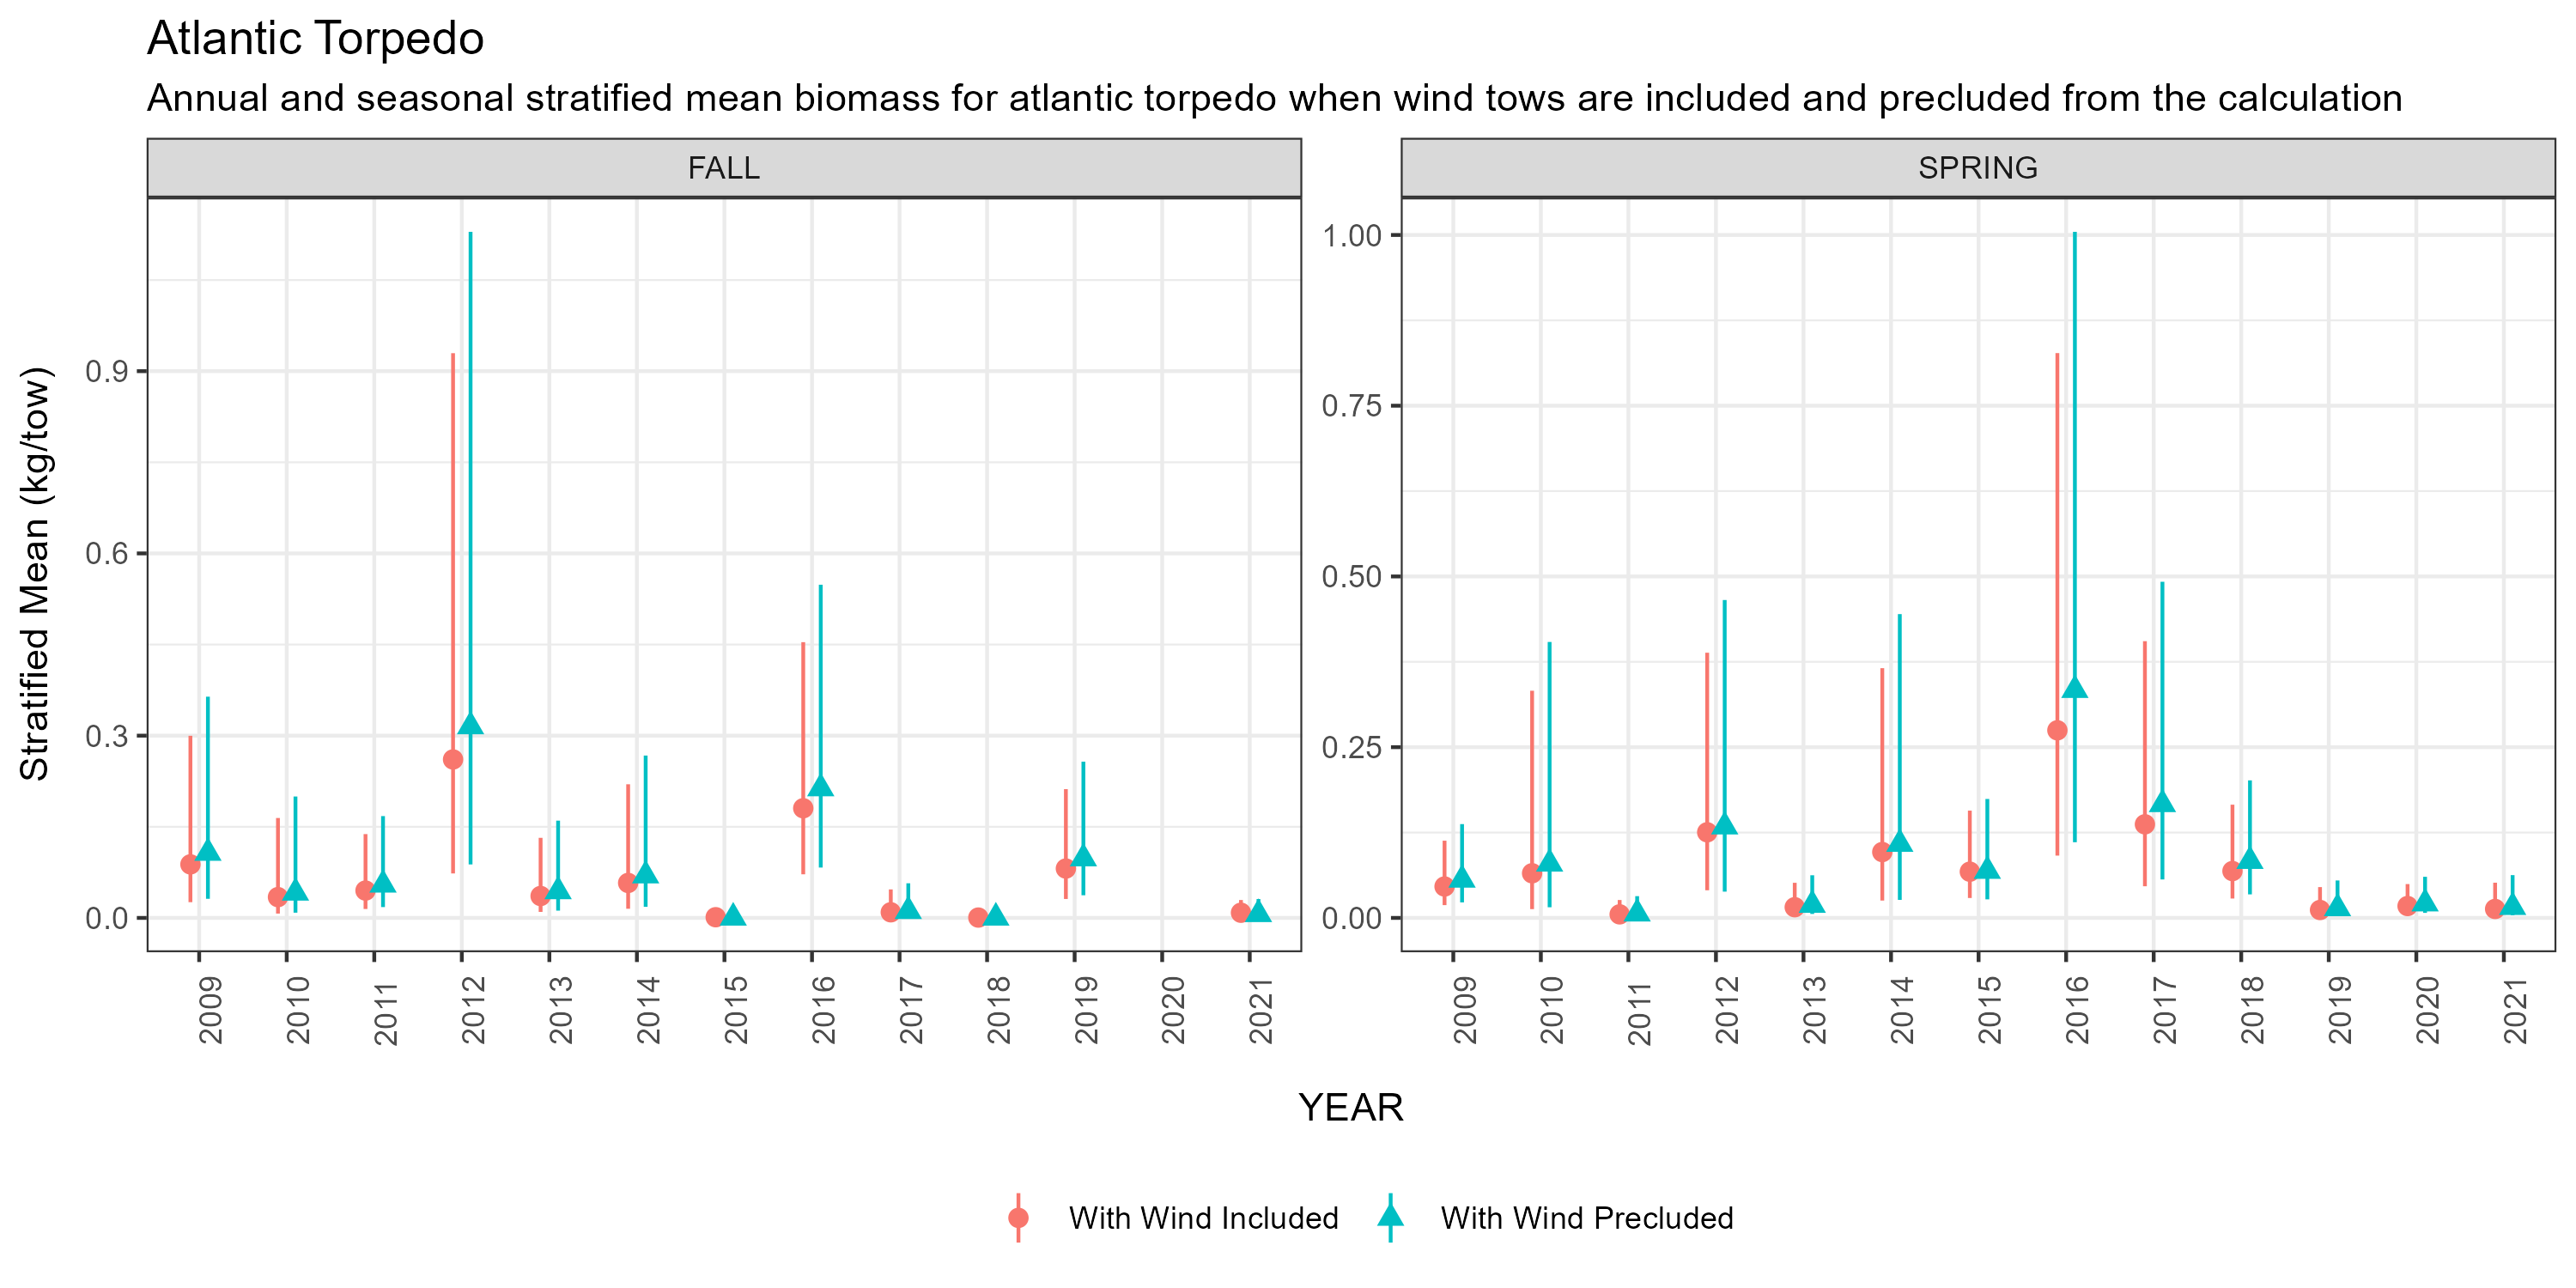 Atlantic Torpedo
Annual and seasonal stratified mean biomass for atlantic torpedo when wind tows are included and precluded from the calculation
FALL
SPRING
Stratified Mean (kg/tow)
0.9
0.6
0.3
0.0
1.00
0.75
0.50
0.25
0.00
2009 2010 2011 2012 2013 2014 2015 2016 2017 2018 2019 2020 2021
2009 2010 2011 2012 2013 2014 2015 2016 2017 2018 2019 2020 2021
YEAR
With Wind Included
With Wind Precluded